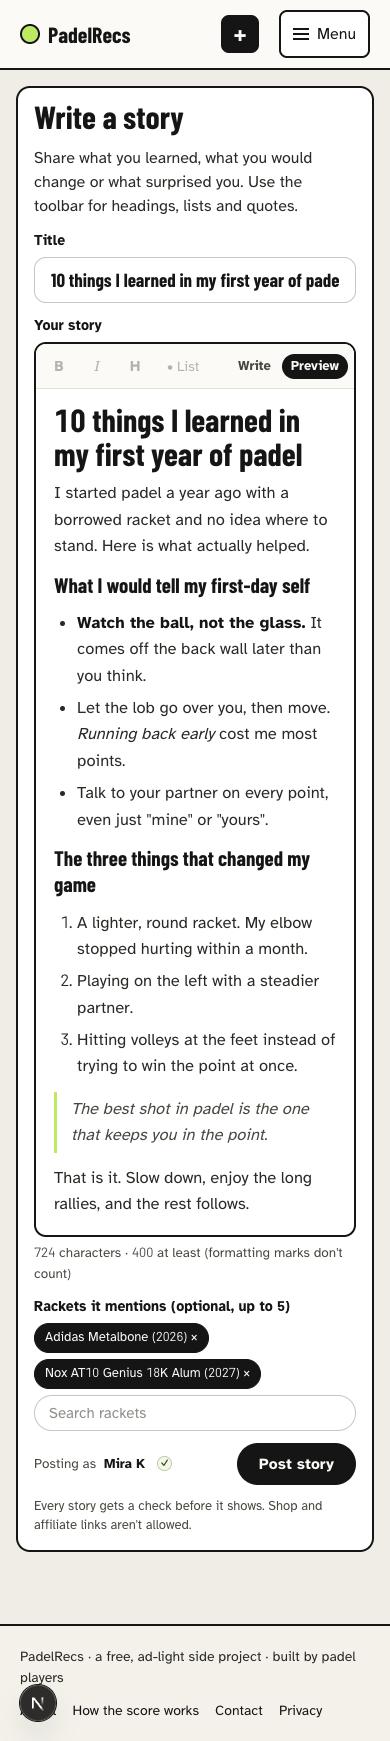 PadelRecs
+
Menu
Write a story
Share what you learned, what you would
change or what surprised you. Use the
toolbar for headings, lists and quotes.
Title
10 things I learned in my first year of pade
Your story
B I H • List Write Preview
10 things I learned in
my first year of padel
I started padel a year ago with a
borrowed racket and no idea where to
stand. Here is what actually helped.
What I would tell my first-day self
• Watch the ball, not the glass. It
comes off the back wall later than
you think.
• Let the lob go over you, then move.
Running back early cost me most
points.
• Talk to your partner on every point,
even just "mine" or "yours".
The three things that changed my
game
1. A lighter, round racket. My elbow
stopped hurting within a month.
2. Playing on the left with a steadier
partner.
3. Hitting volleys at the feet instead of
trying to win the point at once.
The best shot in padel is the one
that keeps you in the point.
That is it. Slow down, enjoy the long
rallies, and the rest follows.
724 characters · 400 at least (formatting marks don't
count)
Rackets it mentions (optional, up to 5)
Adidas Metalbone (2026) ×
Nox AT10 Genius 18K Alum (2027) ×
Search rackets
Posting as Mira K
Post story
Every story gets a check before it shows. Shop and
affiliate links aren't allowed.
PadelRecs · a free, ad-light side project · built by padel
players
N
How the score works Contact Privacy